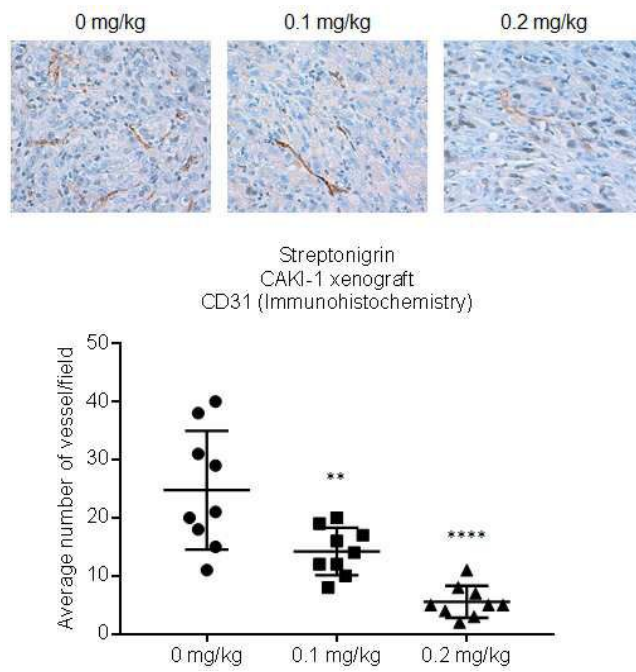 0 mg/kg 0.1 mg/kg 0.2 mg/kg
Streptonigrin
CAKI-1 xenograft
CD31 (Immunohistochemistry)
Average number of vessel/field
50
40
30
20
10
0
**
****
0 mg/kg 0.1 mg/kg 0.2 mg/kg